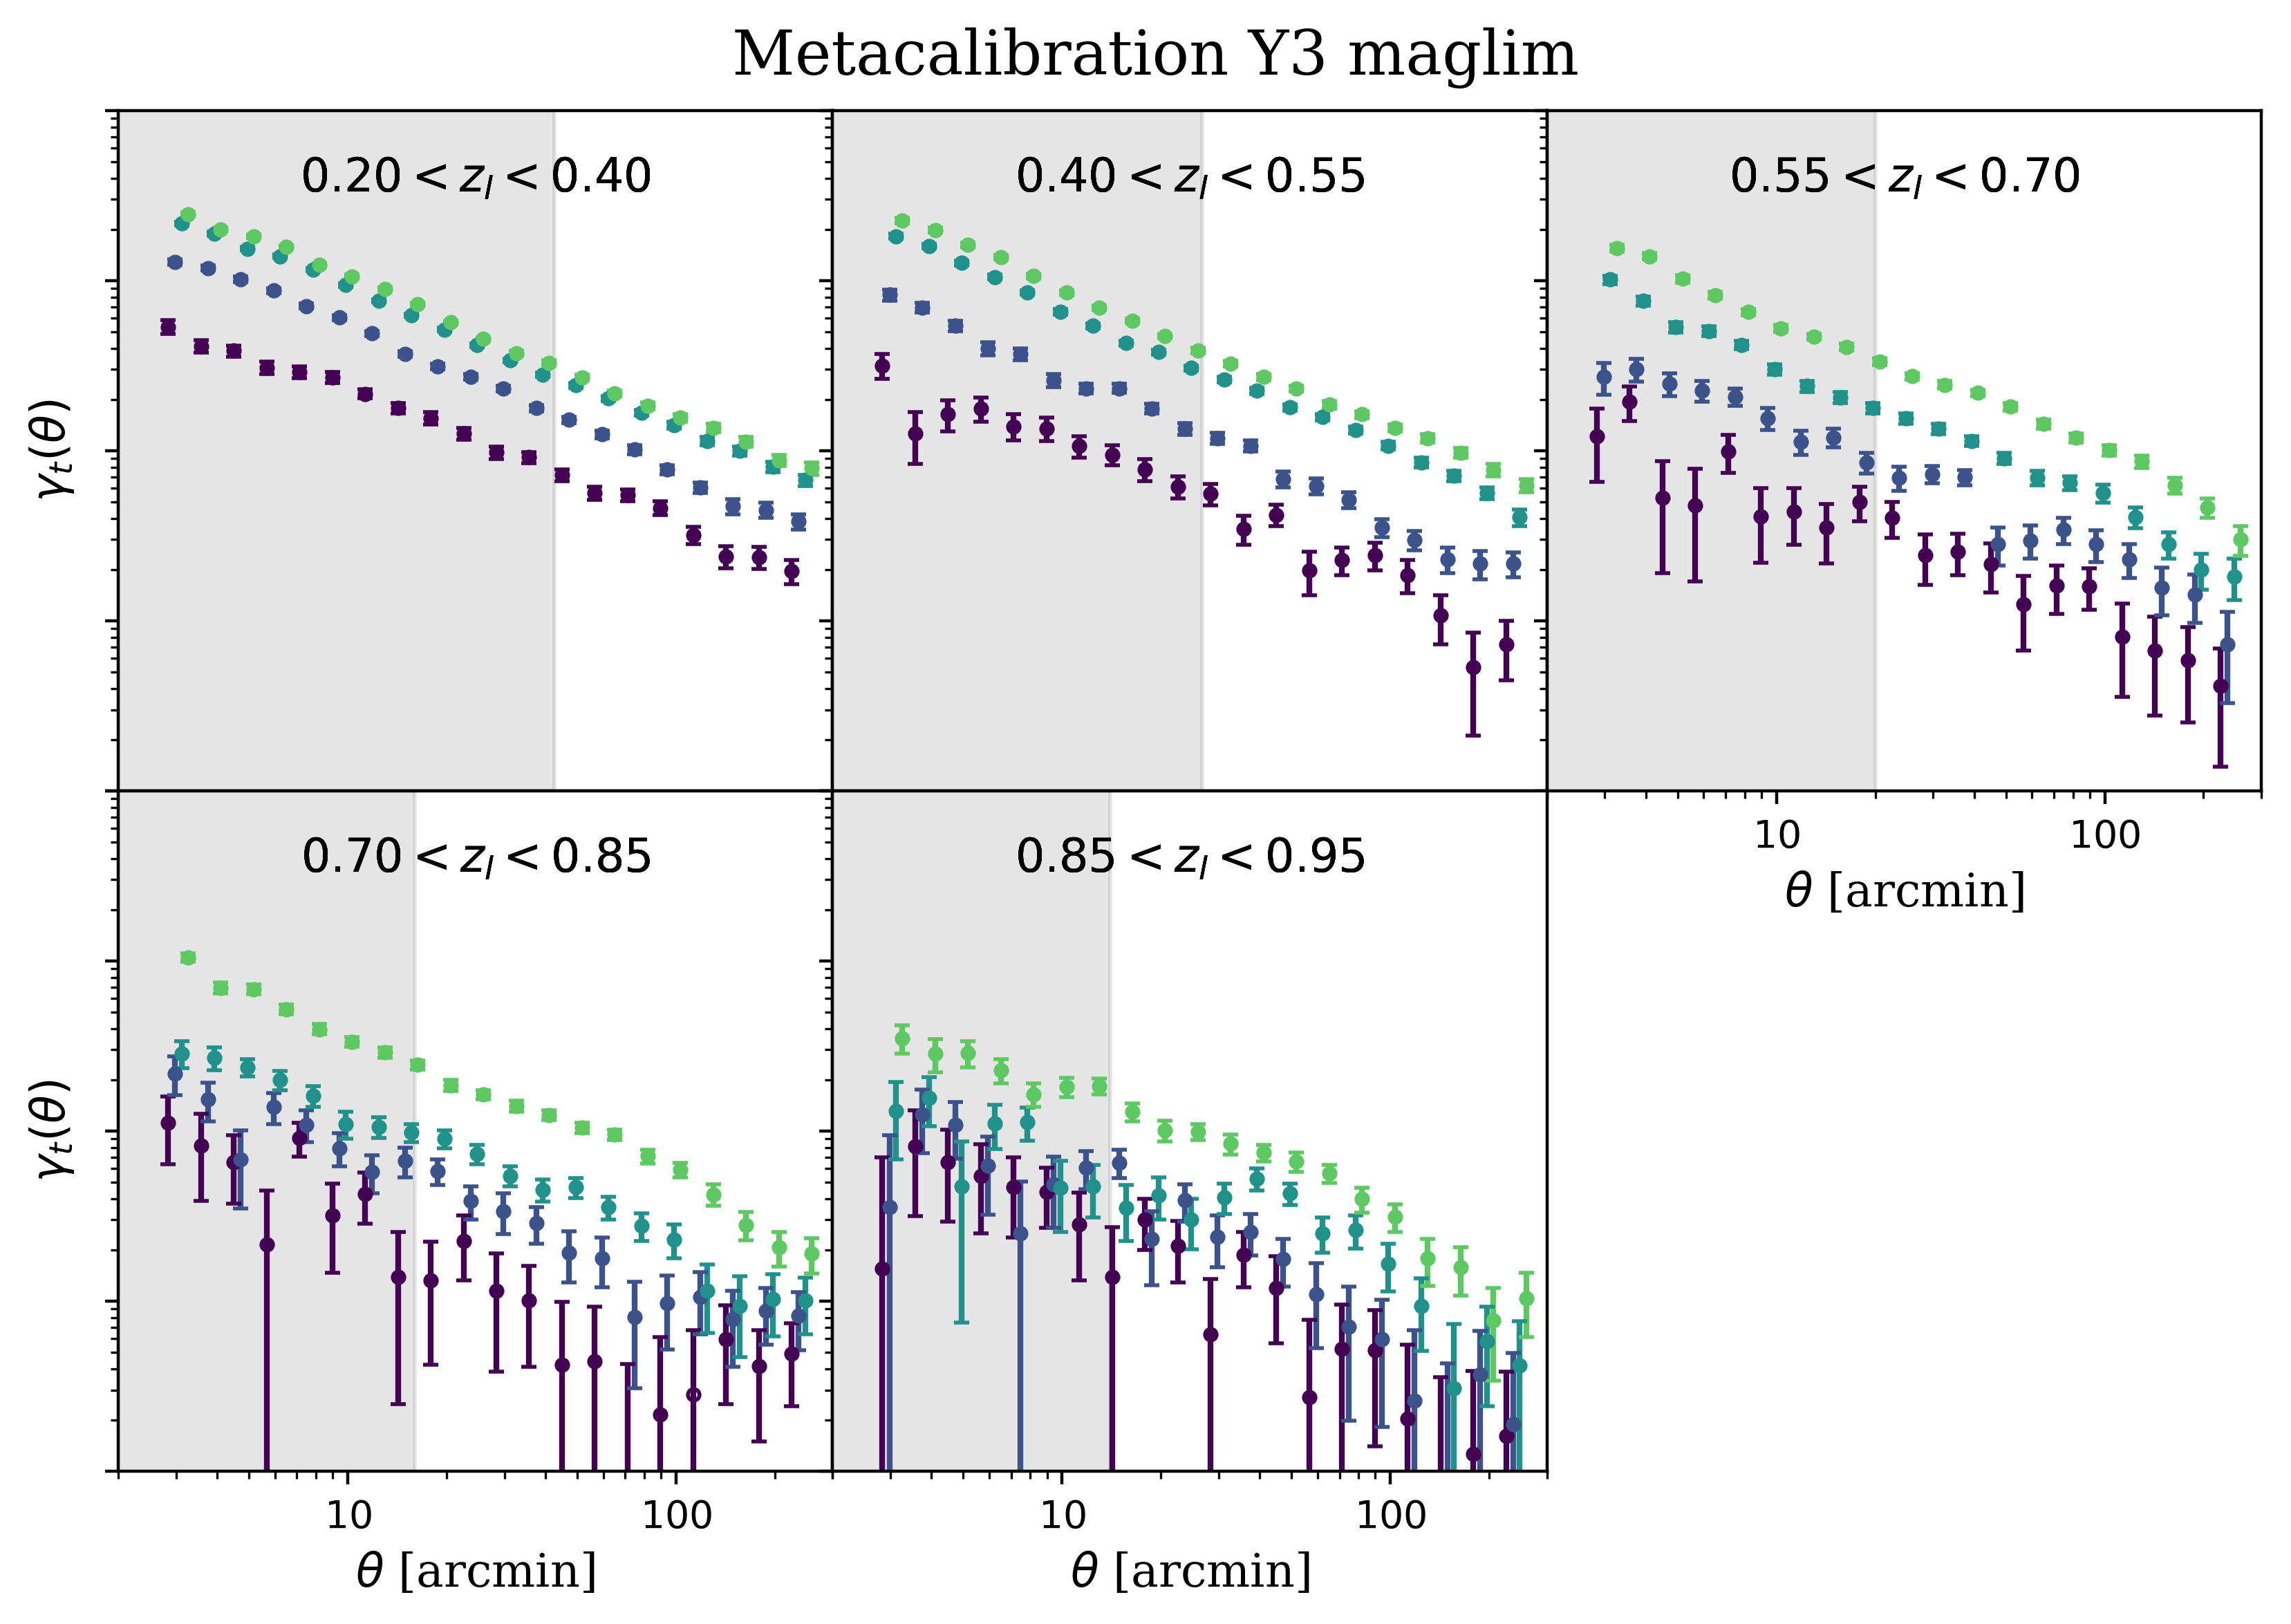 Metacalibration Y3 maglim
0.20 < z_l < 0.40
0.40 < z_l < 0.55
0.55 < z_l < 0.70
γ_t(θ)
10 100
θ [arcmin]
0.70 < z_l < 0.85
0.85 < z_l < 0.95
γ_t(θ)
10 100
10 100
θ [arcmin]
θ [arcmin]